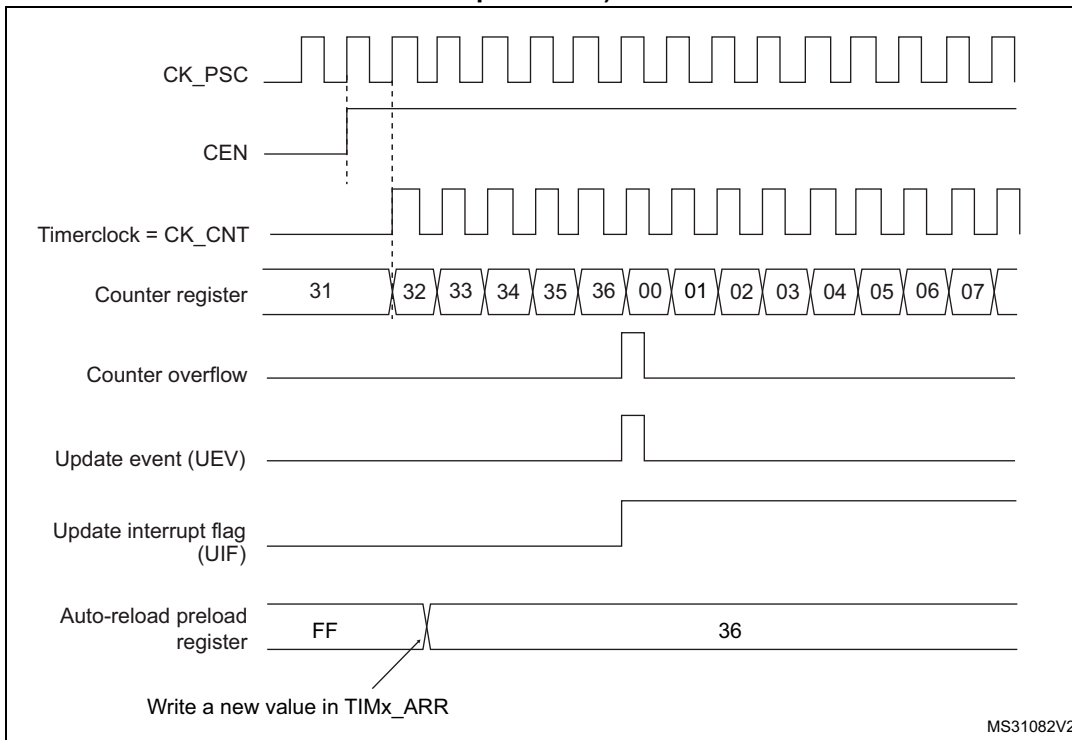 CK_PSC
CEN
Timerclock = CK_CNT
Counter register 31 32 33 34 35 36 00 01 02 03 04 05 06 07
Counter overflow
Update event (UEV)
Update interrupt flag
(UIF)
Auto-reload preload
register FF 36
Write a new value in TIMx_ARR
MS31082V2